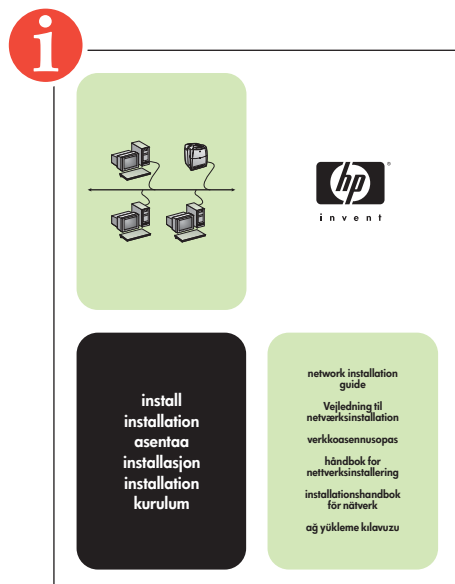 i
hp
®
invent
install
installation
asentaa
installasjon
installation
kurulum
network installation
guide
Vejledning til
netværksinstallation
verkkoasennusopas
håndbok for
nettverksinstallering
installationshandbok
för nätverk
ağ yükleme kılavuzu